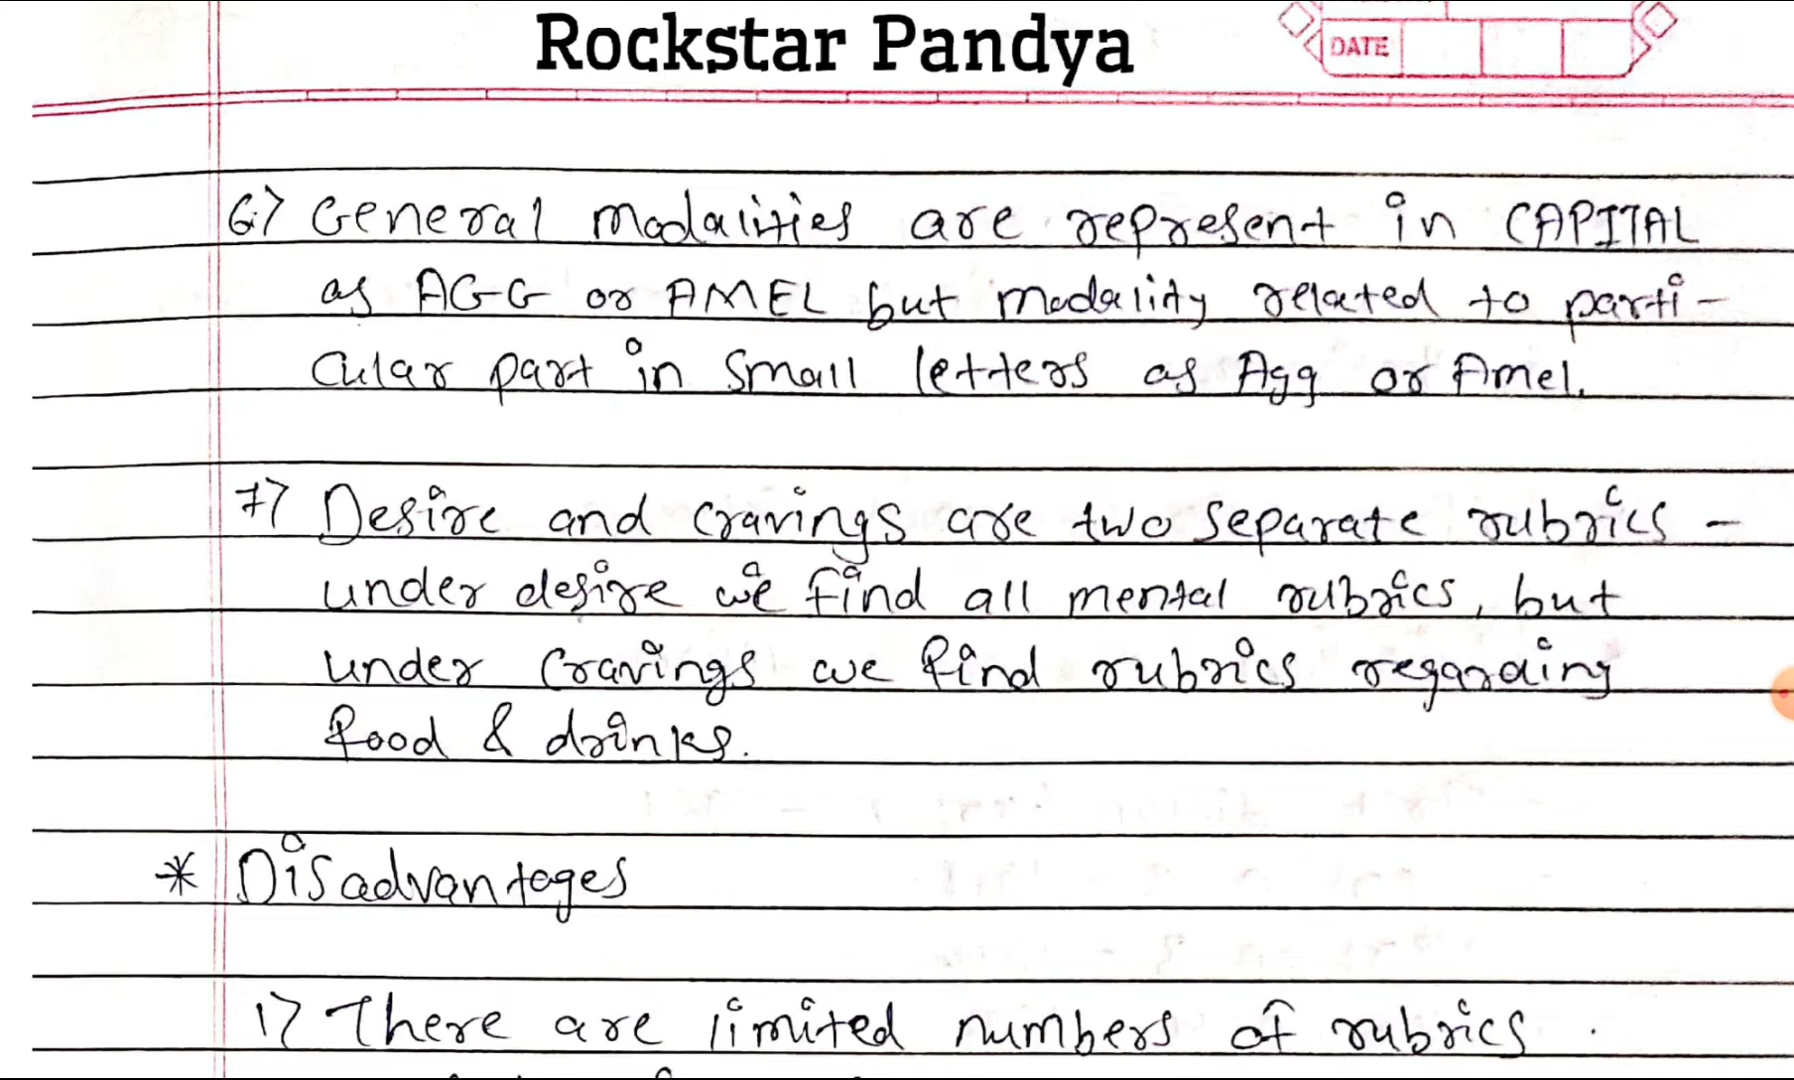 Rockstar Pandya
DATE
6) General modalities are represent in CAPITAL
as AGG or AMEL but modality related to parti-
cular part in small letters as Agg or Amel.
7) Desire and cravings are two separate rubrics -
under desire we find all mental rubrics, but
under cravings we find rubrics regarding
food & drinks.
* Disadvantages
1) There are limited numbers of rubrics.